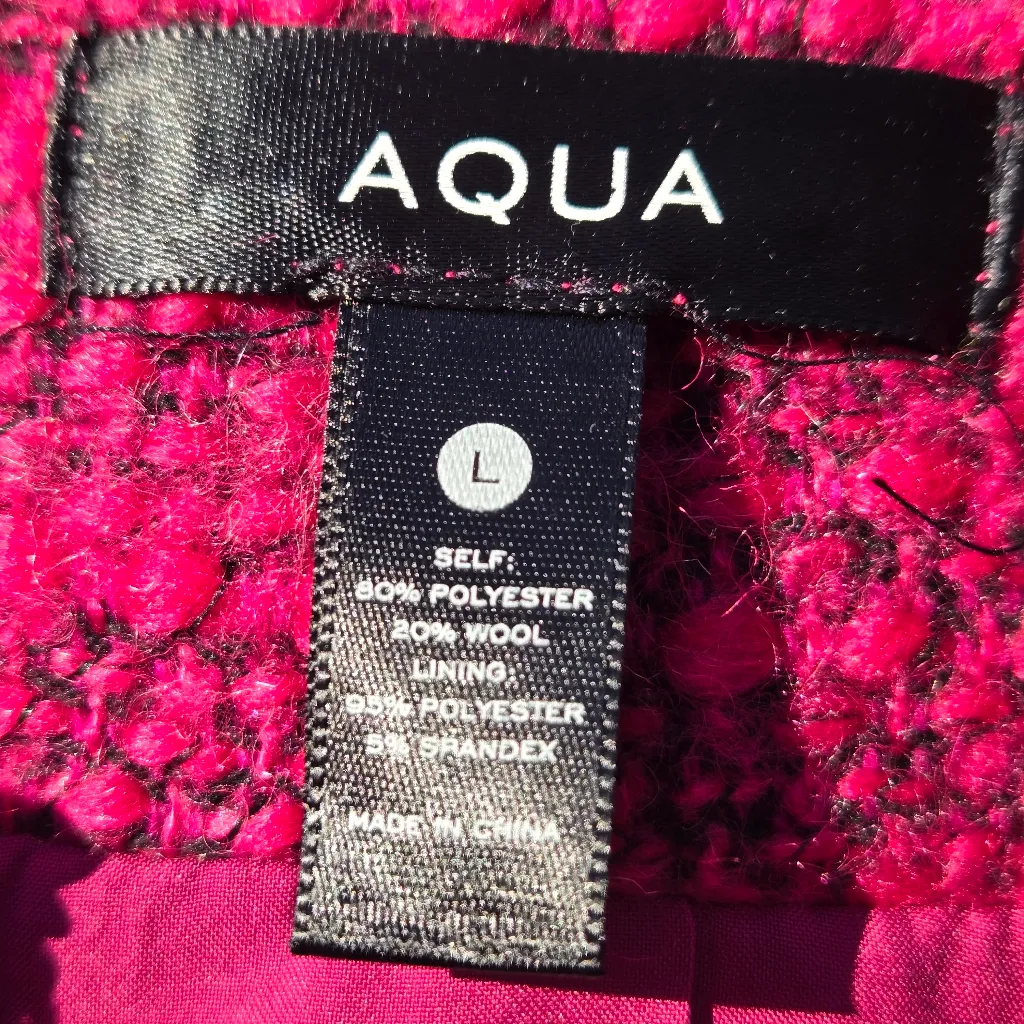 AQUA
L
SELF:
80% POLYESTER
20% WOOL
LINING:
95% POLYESTER
5% SPANDEX
MADE IN CHINA